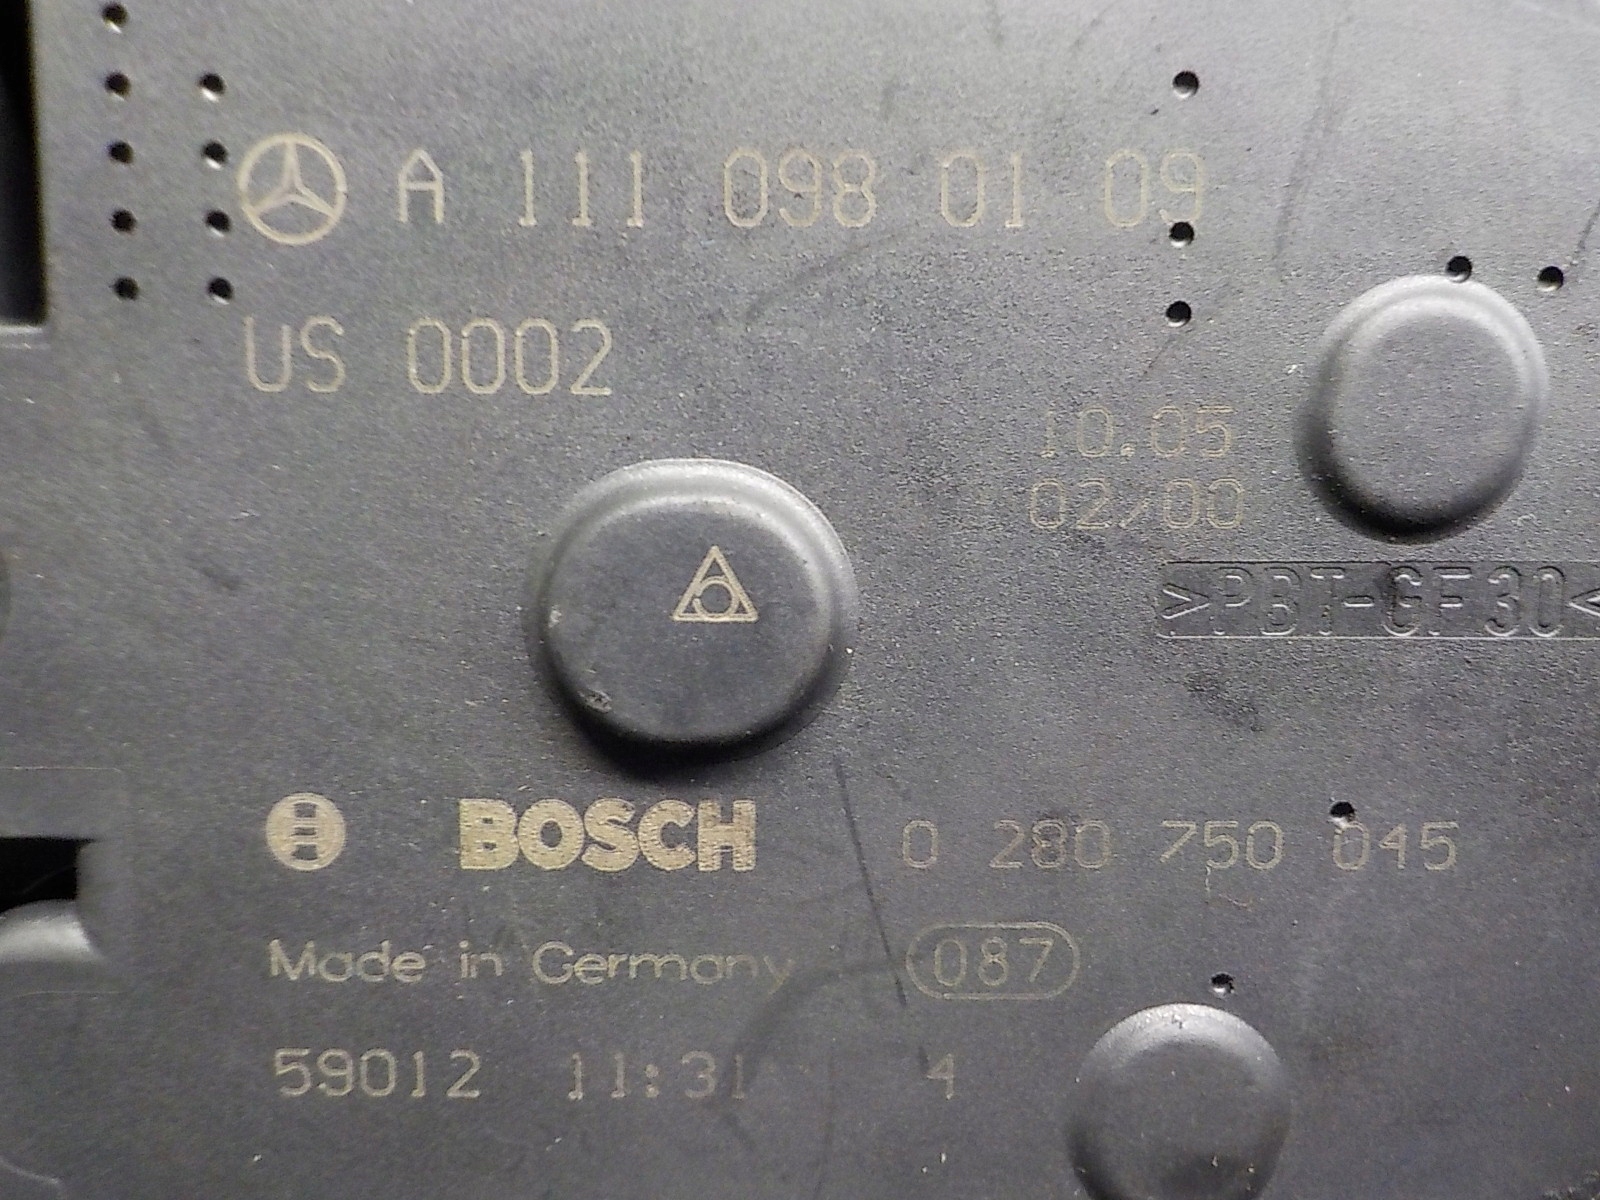 A 111 098 01 09
US 0002
10.05
02/00
>PBT-GF30<
BOSCH 0 280 750 045
Made in Germany 087
59012 11:31 4